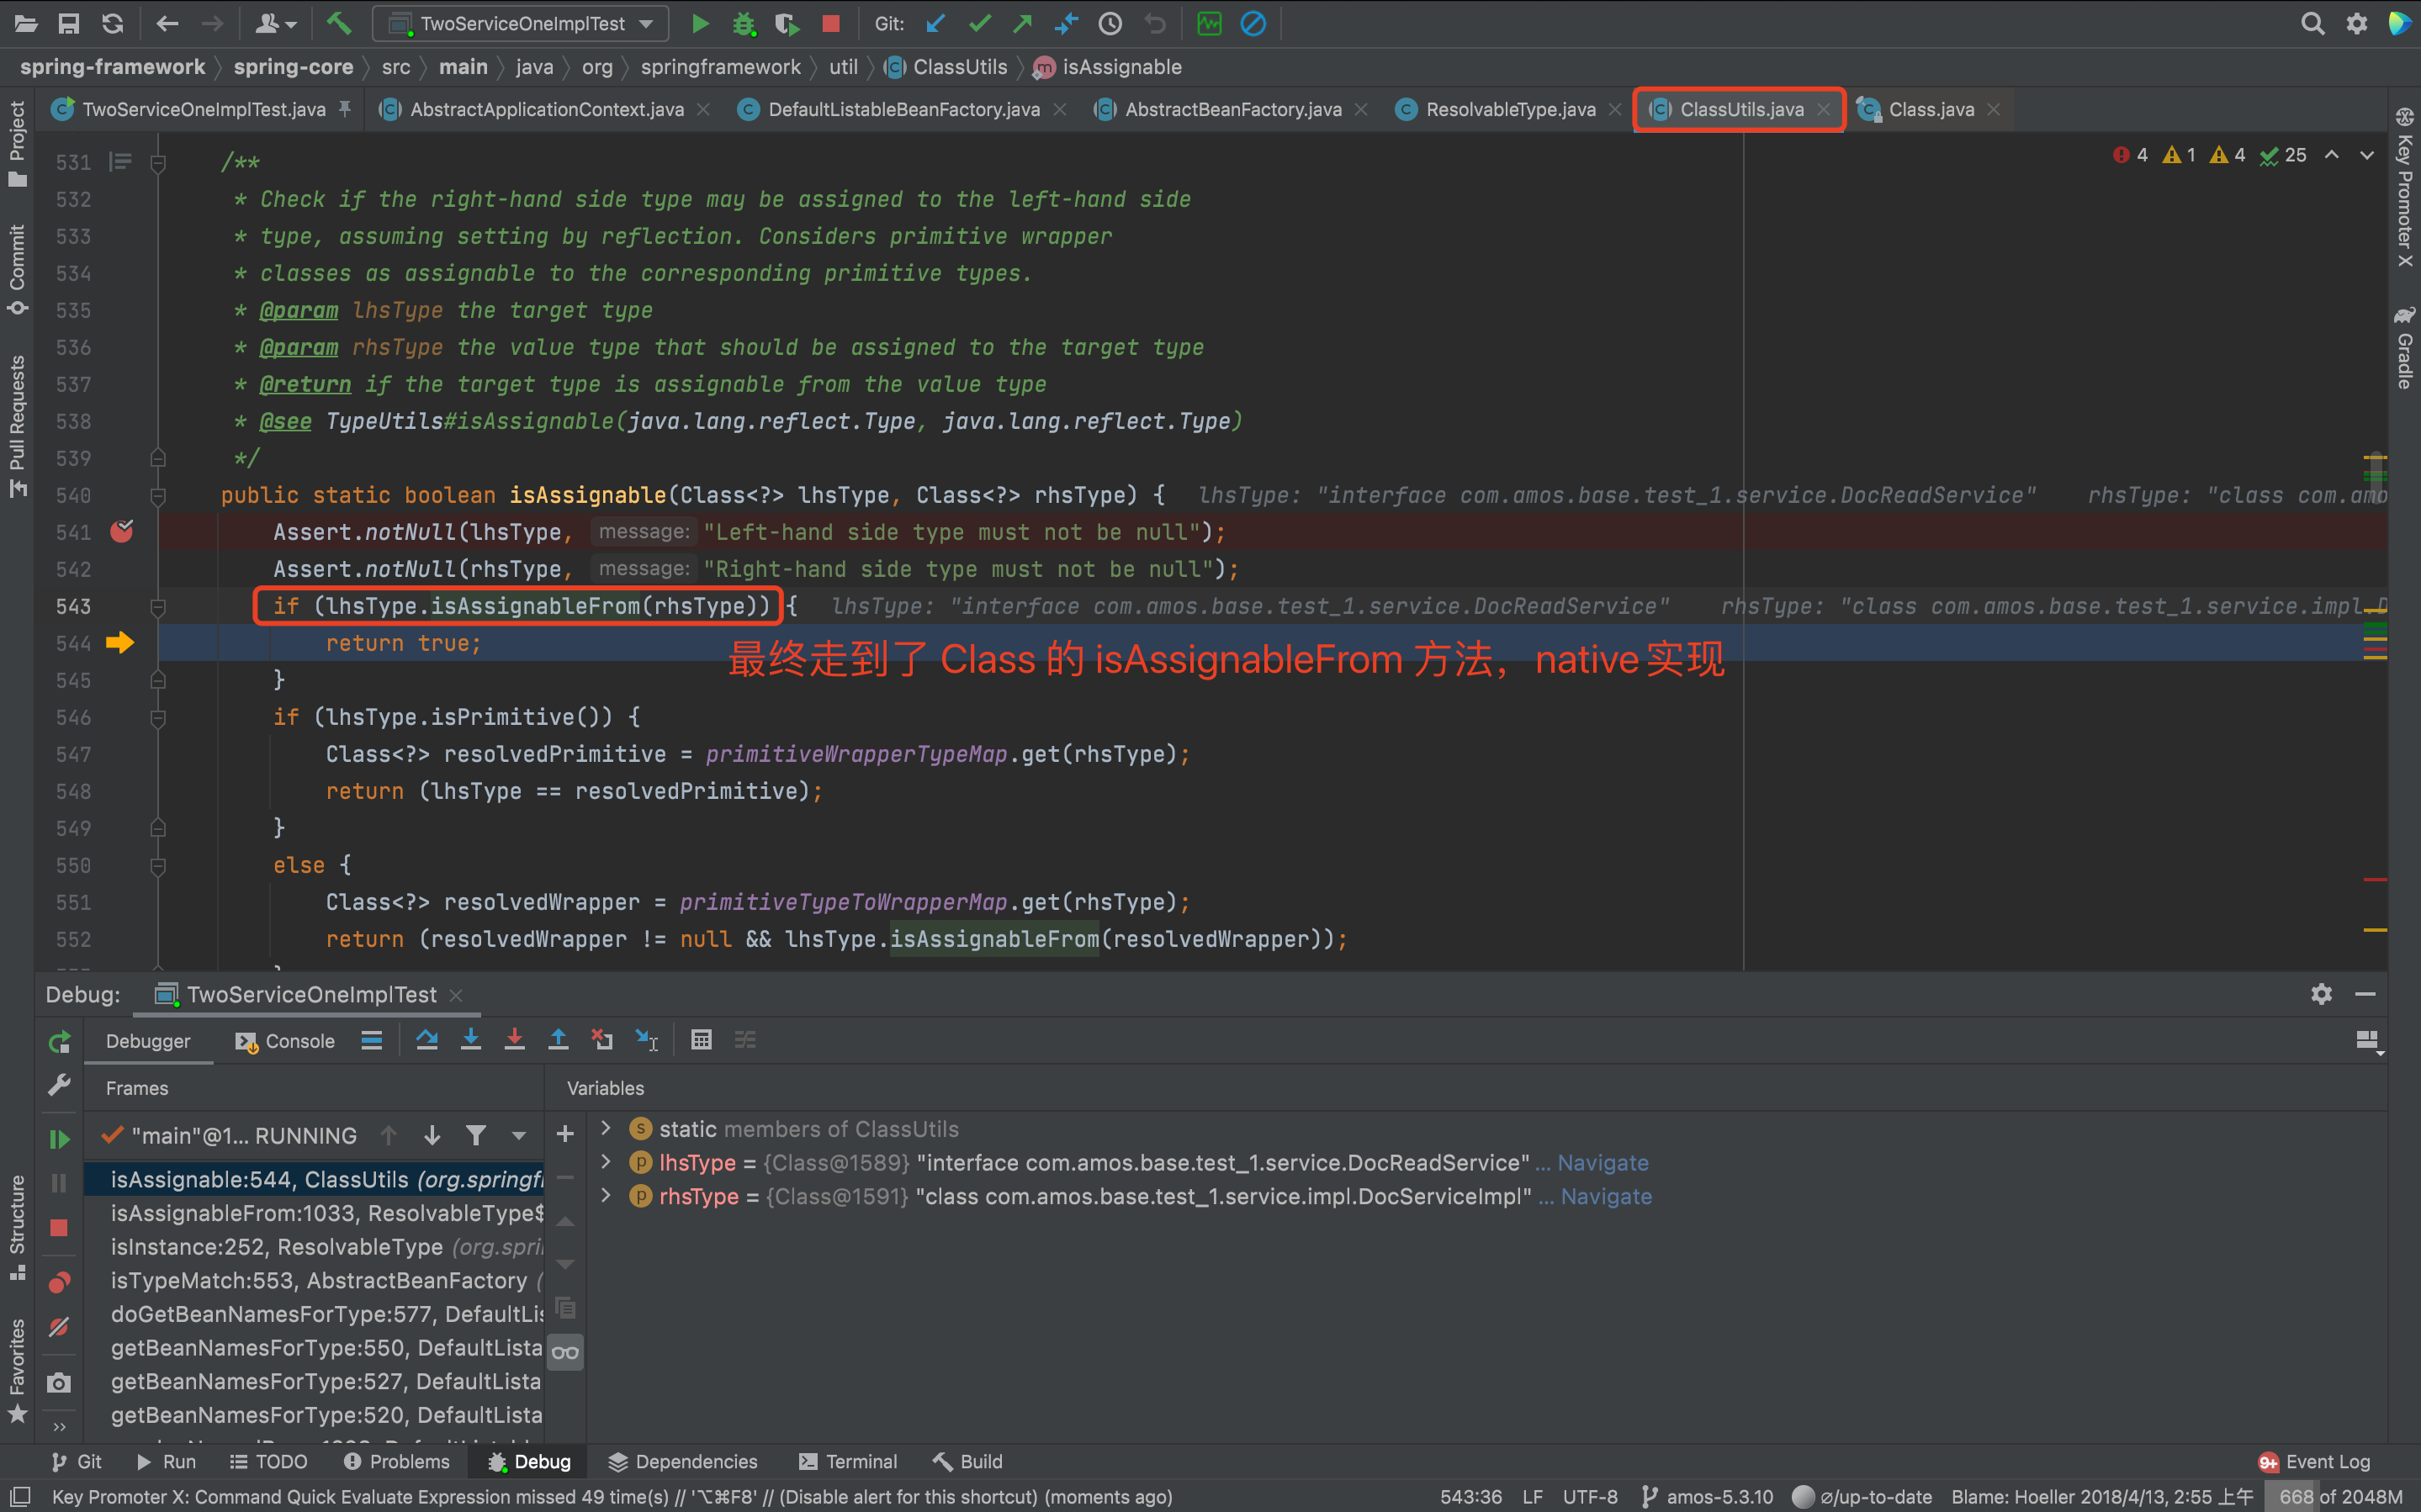 TwoServiceOneImplTest
Git:
spring-framework spring-core src main java org springframework util ClassUtils isAssignable
TwoServiceOneImplTest.java AbstractApplicationContext.java DefaultListableBeanFactory.java AbstractBeanFactory.java ResolvableType.java ClassUtils.java Class.java
Project
Commit
Pull Requests
Structure
Favorites
Key Promoter X
Gradle
4 1 4 25
531 /**
532 * Check if the right-hand side type may be assigned to the left-hand side
533 * type, assuming setting by reflection. Considers primitive wrapper
534 * classes as assignable to the corresponding primitive types.
535 * @param lhsType the target type
536 * @param rhsType the value type that should be assigned to the target type
537 * @return if the target type is assignable from the value type
538 * @see TypeUtils#isAssignable(java.lang.reflect.Type, java.lang.reflect.Type)
539 */
540 public static boolean isAssignable(Class<?> lhsType, Class<?> rhsType) { lhsType: "interface com.amos.base.test_1.service.DocReadService" rhsType: "class com.amo
541 Assert.notNull(lhsType, message: "Left-hand side type must not be null");
542 Assert.notNull(rhsType, message: "Right-hand side type must not be null");
543 if (lhsType.isAssignableFrom(rhsType)) { lhsType: "interface com.amos.base.test_1.service.DocReadService" rhsType: "class com.amos.base.test_1.service.impl.D
544 return true;
最终走到了 Class 的 isAssignableFrom 方法，native 实现
545 }
546 if (lhsType.isPrimitive()) {
547 Class<?> resolvedPrimitive = primitiveWrapperTypeMap.get(rhsType);
548 return (lhsType == resolvedPrimitive);
549 }
550 else {
551 Class<?> resolvedWrapper = primitiveTypeToWrapperMap.get(rhsType);
552 return (resolvedWrapper != null && lhsType.isAssignableFrom(resolvedWrapper));
Debug: TwoServiceOneImplTest
Debugger Console
Frames
Variables
"main"@1... RUNNING
isAssignable:544, ClassUtils (org.springf
isAssignableFrom:1033, ResolvableType$
isInstance:252, ResolvableType (org.spri
isTypeMatch:553, AbstractBeanFactory (
doGetBeanNamesForType:577, DefaultLis
getBeanNamesForType:550, DefaultLista
getBeanNamesForType:527, DefaultLista
getBeanNamesForType:520, DefaultLista
static members of ClassUtils
lhsType = {Class@1589} "interface com.amos.base.test_1.service.DocReadService" ... Navigate
rhsType = {Class@1591} "class com.amos.base.test_1.service.impl.DocServiceImpl" ... Navigate
Git Run TODO Problems Debug Dependencies Terminal Build 9+ Event Log
Key Promoter X: Command Quick Evaluate Expression missed 49 time(s) // '⌥⌘F8' // (Disable alert for this shortcut) (moments ago) 543:36 LF UTF-8 amos-5.3.10 ∅/up-to-date Blame: Hoeller 2018/4/13, 2:55 上午 668 of 2048M